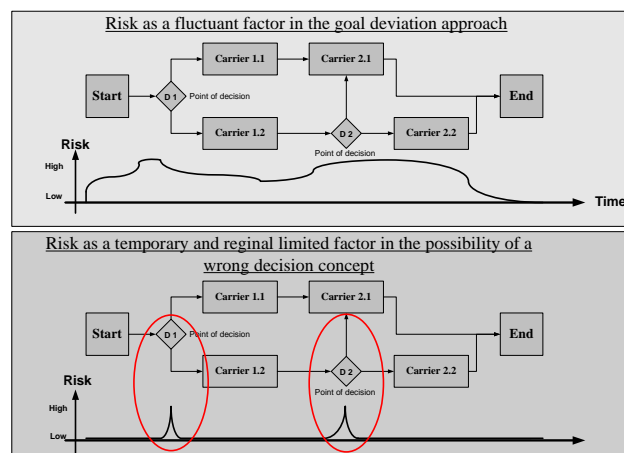 Risk as a fluctuant factor in the goal deviation approach
Carrier 1.1
Carrier 2.1
Start
D 1
Point of decision
End
Carrier 1.2
D 2
Carrier 2.2
Point of decision
Risk
High
Low
Time
Risk as a temporary and reginal limited factor in the possibility of a
wrong decision concept
Carrier 1.1
Carrier 2.1
Start
D 1
Point of decision
End
Carrier 1.2
D 2
Carrier 2.2
Point of decision
Risk
High
Low